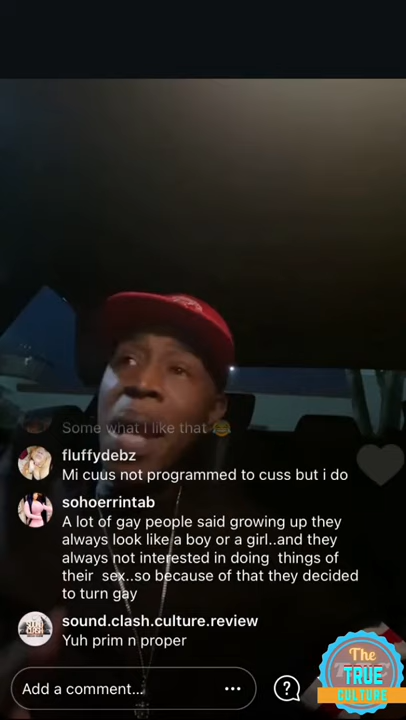 Some what I like that 😂
fluffydebz
Mi cuus not programmed to cuss but i do
sohoerrintab
A lot of gay people said growing up they
always look like a boy or a girl..and they
always not interested in doing things of
their sex..so because of that they decided
to turn gay
sound.clash.culture.review
Yuh prim n proper
Add a comment...
The
TRUE
CULTURE